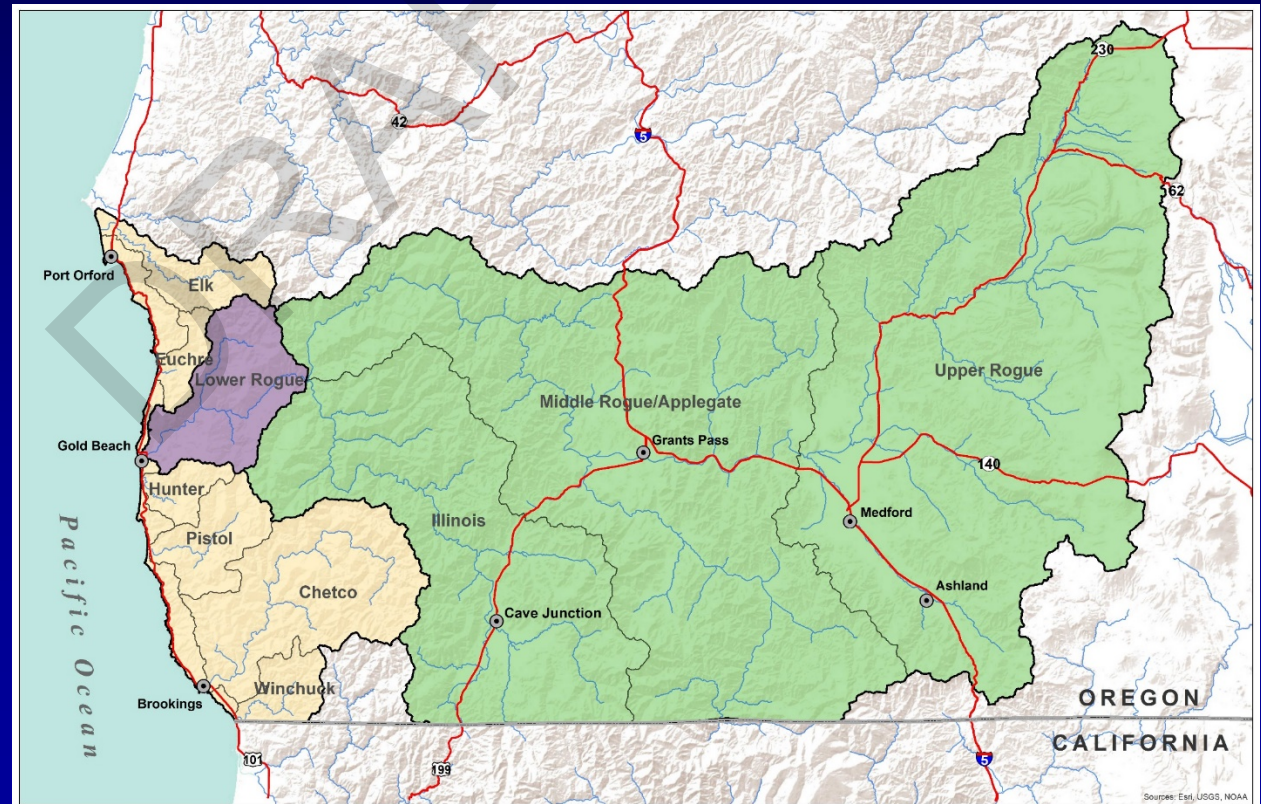 DRAF
230
42
5
62
Port Orford
Elk
Euchre
Lower Rogue
Upper Rogue
Middle Rogue/Applegate
Gold Beach
Grants Pass
140
Hunter
Illinois
Medford
Pistol
Pacific Ocean
Chetco
Ashland
Cave Junction
Winchuck
Brookings
OREGON
CALIFORNIA
101
199
5
Sources: Esri, USGS, NOAA